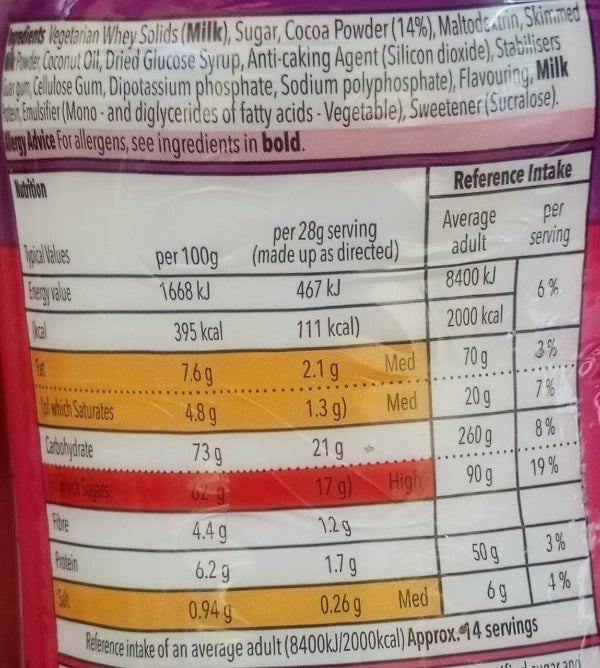 Ingredients Vegetarian Whey Solids (Milk), Sugar, Cocoa Powder (14%), Maltodextrin, Skimmed
Milk Powder, Coconut Oil, Dried Glucose Syrup, Anti-caking Agent (Silicon dioxide), Stabilisers
gum, Cellulose Gum, Dipotassium phosphate, Sodium polyphosphate), Flavouring, Milk
Protein, Emulsifier (Mono - and diglycerides of fatty acids - Vegetable), Sweetener (Sucralose).
Allergy Advice For allergens, see ingredients in bold.
Nutrition Reference Intake
Typical Values per 100g per 28g serving (made up as directed) Average adult per serving
Energy value 1668 kJ 467 kJ 8400 kJ 6%
(kcal 395 kcal 111 kcal) 2000 kcal
Fat 7.6 g 2.1 g Med 70 g 3%
(of which Saturates 4.8 g 1.3 g) Med 20 g 7%
Carbohydrate 73 g 21 g 260 g 8%
(of which Sugars 62 g 17 g) High 90 g 19%
Fibre 4.4 g 1.2 g
Protein 6.2 g 1.7 g 50 g 3%
Salt 0.94 g 0.26 g Med 6 g 4%
Reference intake of an average adult (8400kJ/2000kcal) Approx. 14 servings